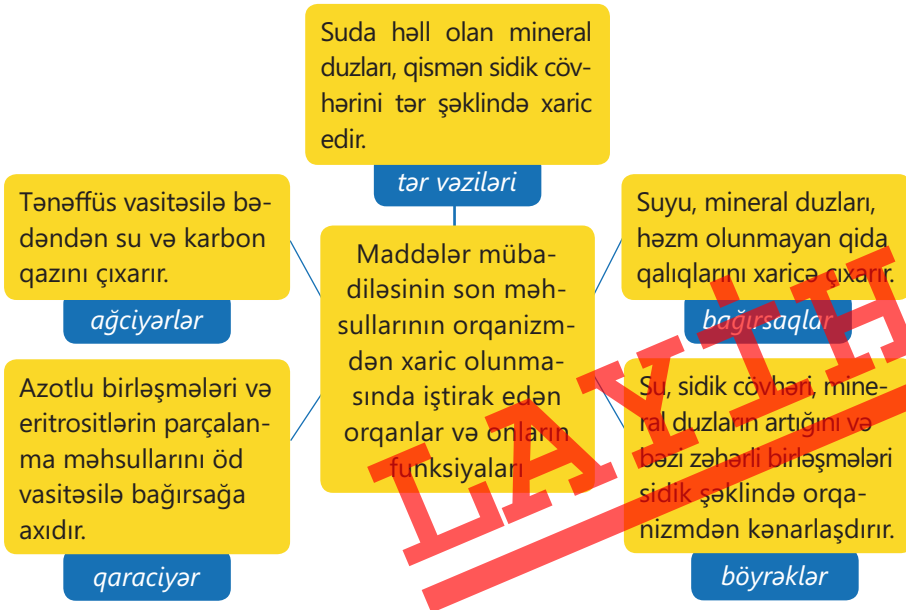 Suda həll olan mineral
duzları, qismən sidik cöv-
hərini tər şəklində xaric
edir.
tər vəziləri
Tənəffüs vasitəsilə bə-
dəndən su və karbon
qazını çıxarır.
ağciyərlər
Suyu, mineral duzları,
həzm olunmayan qida
qalıqlarını xaricə çıxarır.
bağırsaqlar
Maddələr müba-
diləsinin son məh-
sullarının orqanizm-
dən xaric olunma-
sında iştirak edən
orqanlar və onların
funksiyaları
Azotlu birləşmələri və
eritrositlərin parçalan-
ma məhsullarını öd
vasitəsilə bağırsağa
axıdır.
qaraciyər
Su, sidik cövhəri, mine-
ral duzların artığını və
bəzi zəhərli birləşmələri
sidik şəklində orqa-
nizmdən kənarlaşdırır.
böyrəklər
LAYİH